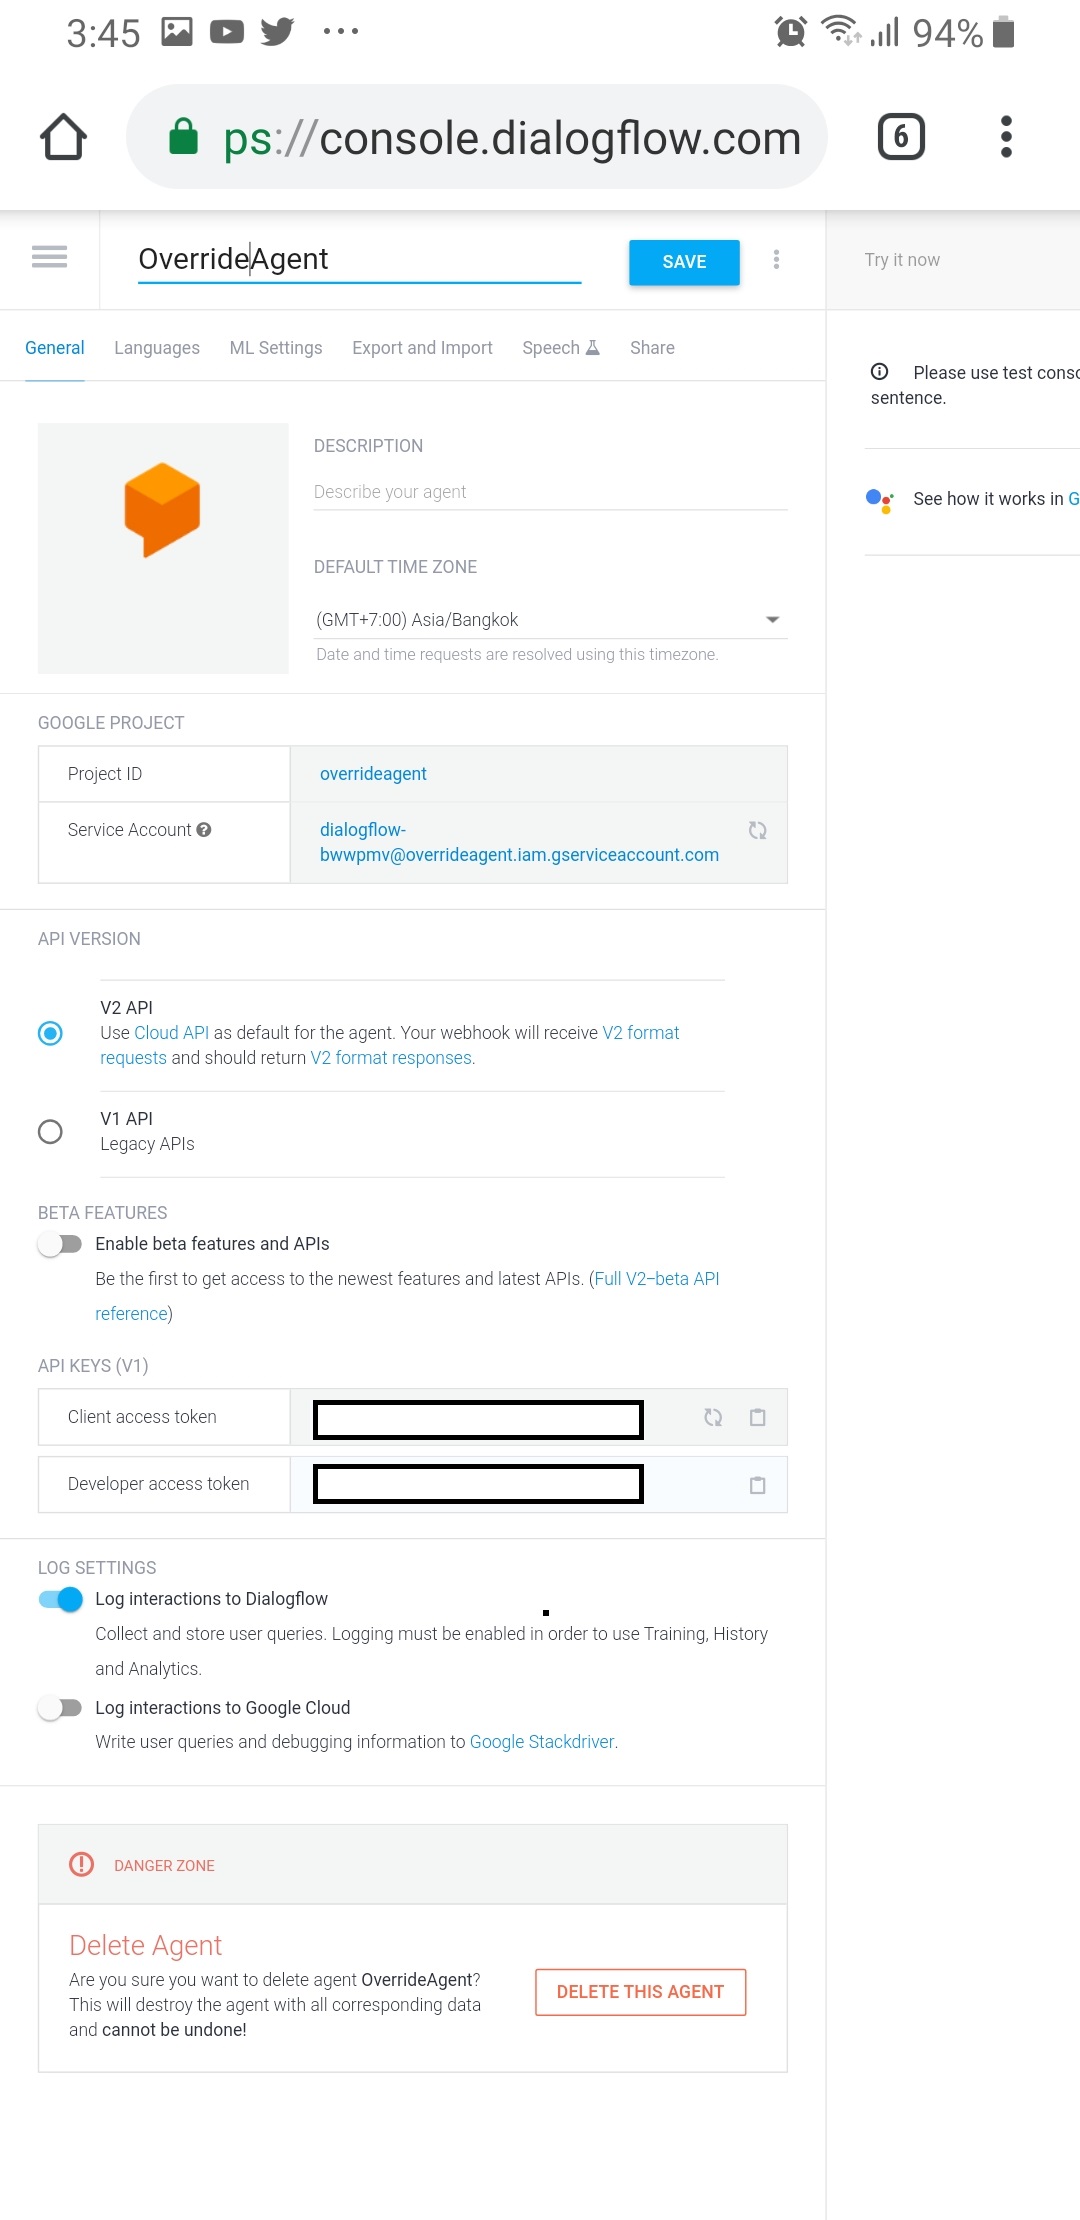 3:45
94%
ps://console.dialogflow.com
6
OverrideAgent
SAVE
Try it now
General Languages ML Settings Export and Import Speech Share
Please use test conso
sentence.
See how it works in G
DESCRIPTION
Describe your agent
DEFAULT TIME ZONE
(GMT+7:00) Asia/Bangkok
Date and time requests are resolved using this timezone.
GOOGLE PROJECT
Project ID overrideagent
Service Account dialogflow-
bwwpmv@overrideagent.iam.gserviceaccount.com
API VERSION
V2 API
Use Cloud API as default for the agent. Your webhook will receive V2 format
requests and should return V2 format responses.
V1 API
Legacy APIs
BETA FEATURES
Enable beta features and APIs
Be the first to get access to the newest features and latest APIs. (Full V2-beta API
reference)
API KEYS (V1)
Client access token
Developer access token
LOG SETTINGS
Log interactions to Dialogflow
Collect and store user queries. Logging must be enabled in order to use Training, History
and Analytics.
Log interactions to Google Cloud
Write user queries and debugging information to Google Stackdriver.
DANGER ZONE
Delete Agent
Are you sure you want to delete agent OverrideAgent?
This will destroy the agent with all corresponding data
and cannot be undone!
DELETE THIS AGENT